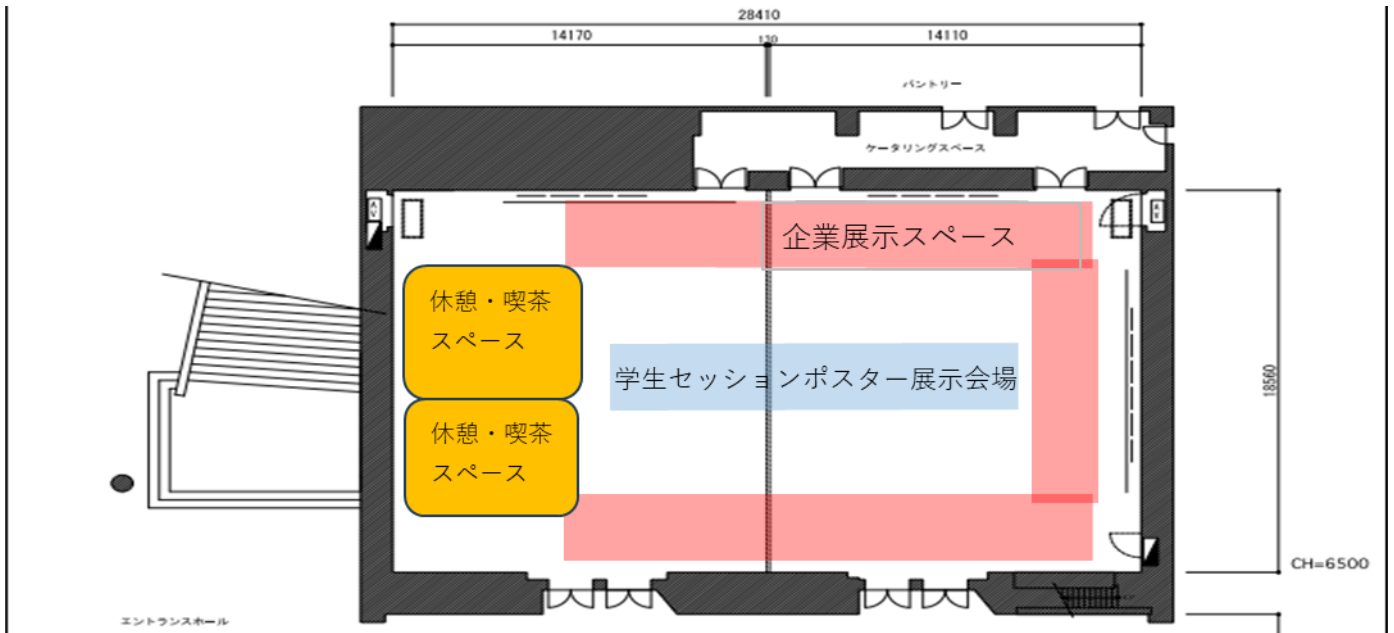 28410
14170
130
14110
パントリー
ケータリングスペース
企業展示スペース
休憩・喫茶
スペース
学生セッションポスター展示会場
休憩・喫茶
スペース
18560
CH=6500
エントランスホール